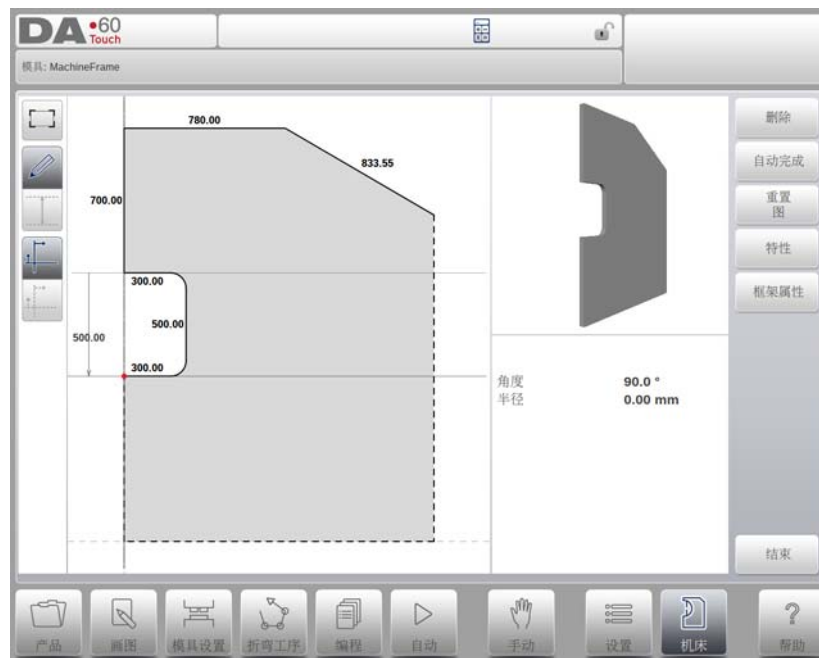 DA•60
Touch
模具: MachineFrame
780.00
833.55
700.00
300.00
500.00
500.00
300.00
角度 90.0 °
半径 0.00 mm
删除
自动完成
重置
图
特性
框架属性
结束
产品
画图
模具设置
折弯工序
编程
自动
手动
设置
机床
?
帮助